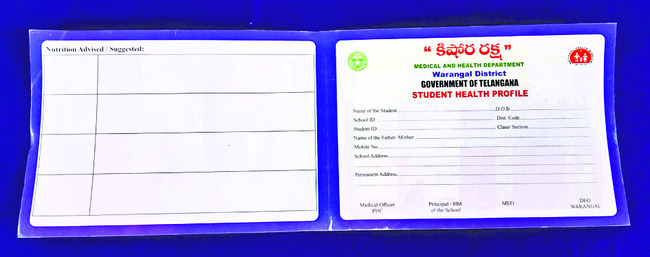 Nutrition Advised / Suggested:
“ కిషోర రక్ష ”
MEDICAL AND HEALTH DEPARTMENT
Warangal District
GOVERNMENT OF TELANGANA
STUDENT HEALTH PROFILE
Name of the Student D O B
School ID Dist. Code
Student ID Class/ Section
Name of the Father /Mother
Mobile No.
School Address
Permanent Address
Medical Officer PHC
Principal / HM of the School
MEO
DEO WARANGAL